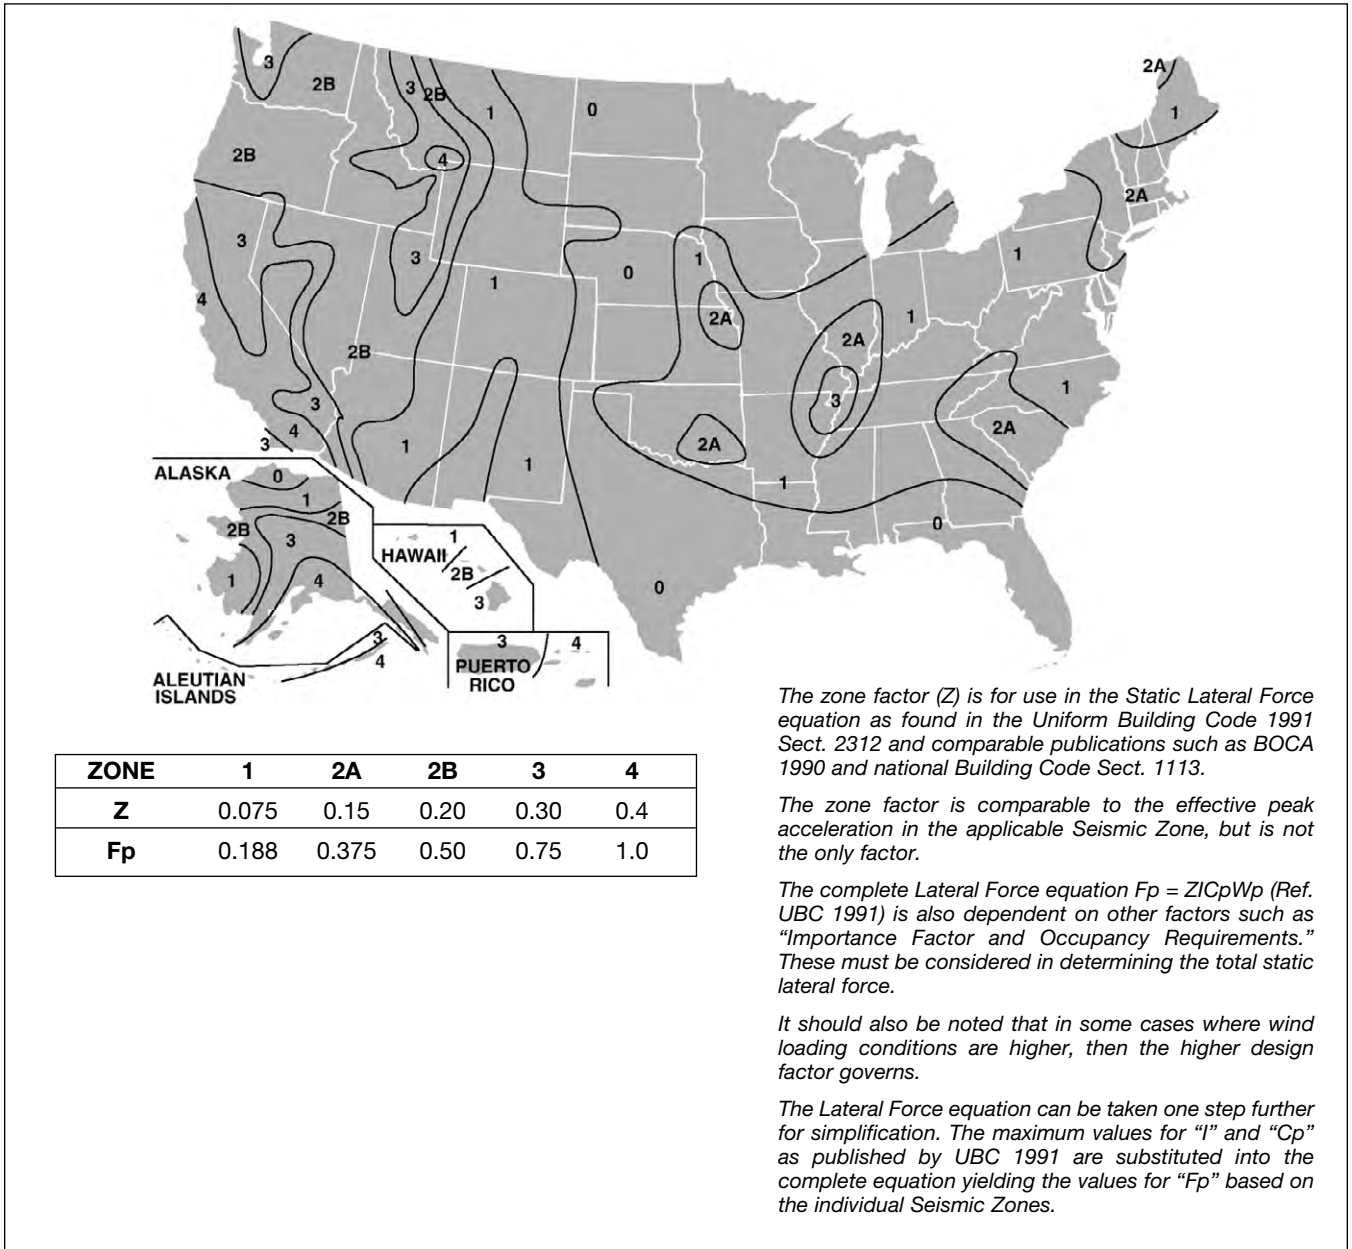 3
2B
3
2B
1
0
2A
1
2B
4
2A
3
3
1
0
1
1
4
1
2A
2A
1
2B
3
3
1
4
3
1
2A
1
2A
1
1
0
0
ALASKA
0
1
2B
2B
3
1
4
3
4
ALEUTIAN
ISLANDS
HAWAII
1
2B
3
3
4
PUERTO
RICO
ZONE 1 2A 2B 3 4
Z 0.075 0.15 0.20 0.30 0.4
Fp 0.188 0.375 0.50 0.75 1.0
The zone factor (Z) is for use in the Static Lateral Force
equation as found in the Uniform Building Code 1991
Sect. 2312 and comparable publications such as BOCA
1990 and national Building Code Sect. 1113.
The zone factor is comparable to the effective peak
acceleration in the applicable Seismic Zone, but is not
the only factor.
The complete Lateral Force equation Fp = ZICpWp (Ref.
UBC 1991) is also dependent on other factors such as
“Importance Factor and Occupancy Requirements.”
These must be considered in determining the total static
lateral force.
It should also be noted that in some cases where wind
loading conditions are higher, then the higher design
factor governs.
The Lateral Force equation can be taken one step further
for simplification. The maximum values for “I” and “Cp”
as published by UBC 1991 are substituted into the
complete equation yielding the values for “Fp” based on
the individual Seismic Zones.